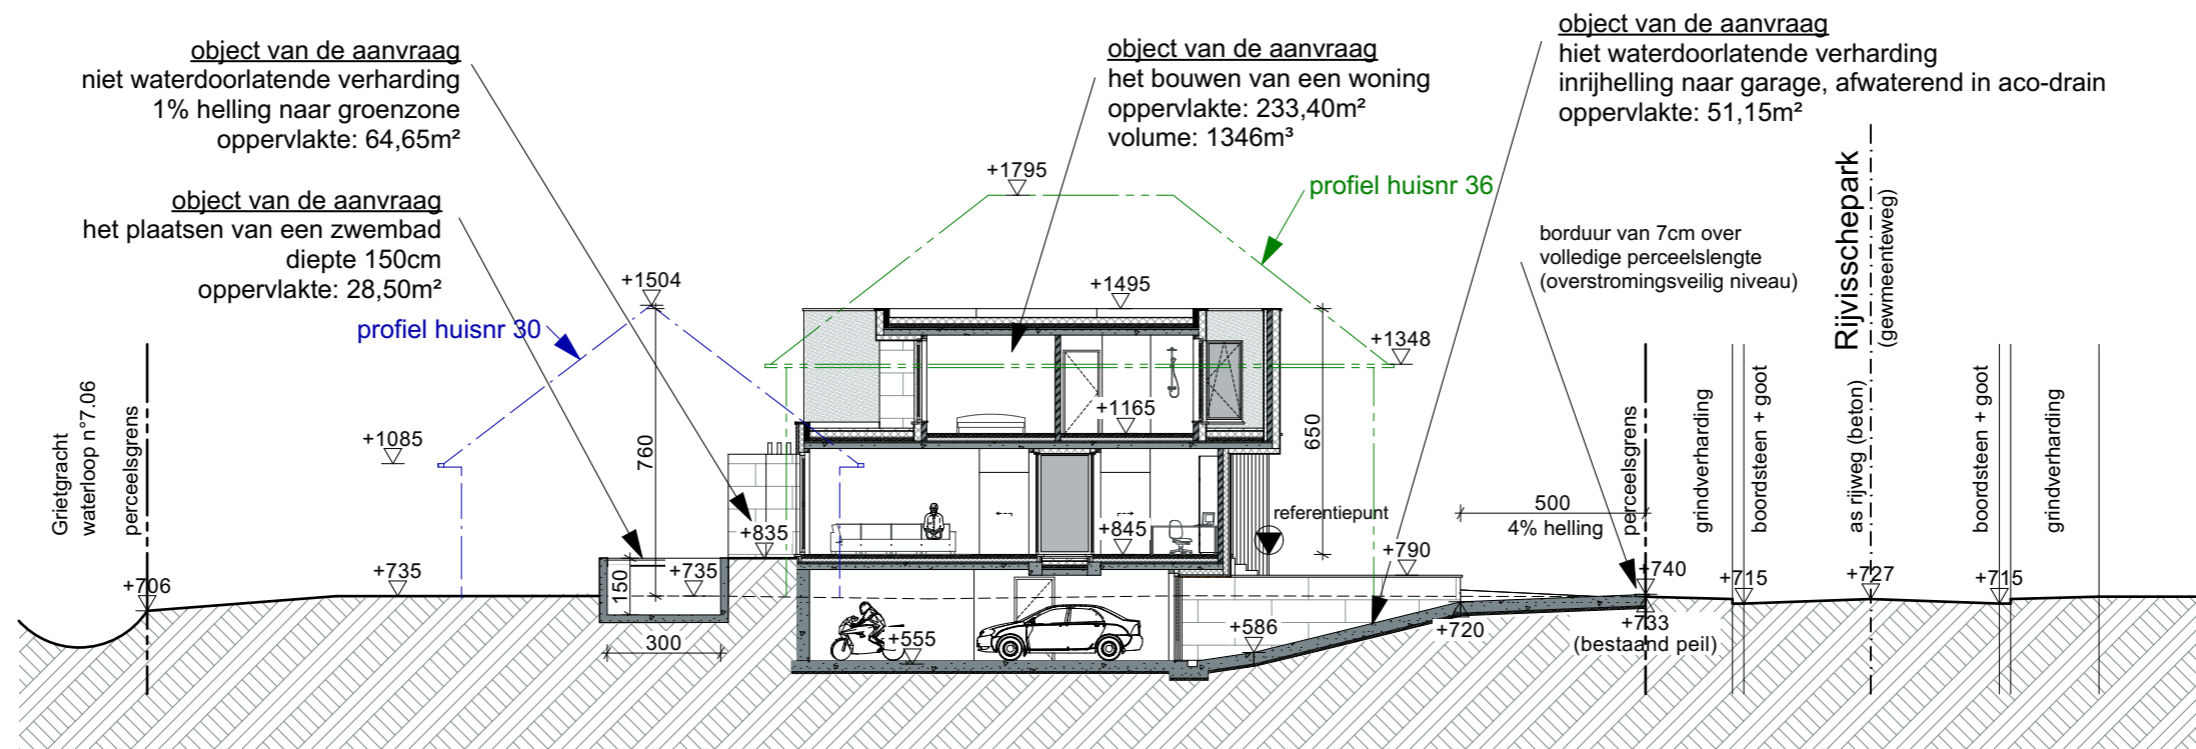 object van de aanvraag
niet waterdoorlatende verharding
1% helling naar groenzone
oppervlakte: 64,65m²
object van de aanvraag
het plaatsen van een zwembad
diepte 150cm
oppervlakte: 28,50m²
object van de aanvraag
het bouwen van een woning
oppervlakte: 233,40m²
volume: 1346m³
object van de aanvraag
hiet waterdoorlatende verharding
inrijhelling naar garage, afwaterend in aco-drain
oppervlakte: 51,15m²
+1795
profiel huisnr 36
borduur van 7cm over
volledige perceelslengte
(overstromingsveilig niveau)
Rijvisschepark
(gewmeenteweg)
+1504
+1495
profiel huisnr 30
+1348
+1165
+1085
760
650
Grietgracht
waterloop n°7.06
perceelsgrens
+835
+845
referentiepunt
500
4% helling
perceelsgrens
grindverharding
boordsteen + goot
as rijweg (beton)
boordsteen + goot
grindverharding
+790
+706
+735
150
+735
+740
+715
+727
+715
300
+555
+586
+720
+733
(bestaand peil)